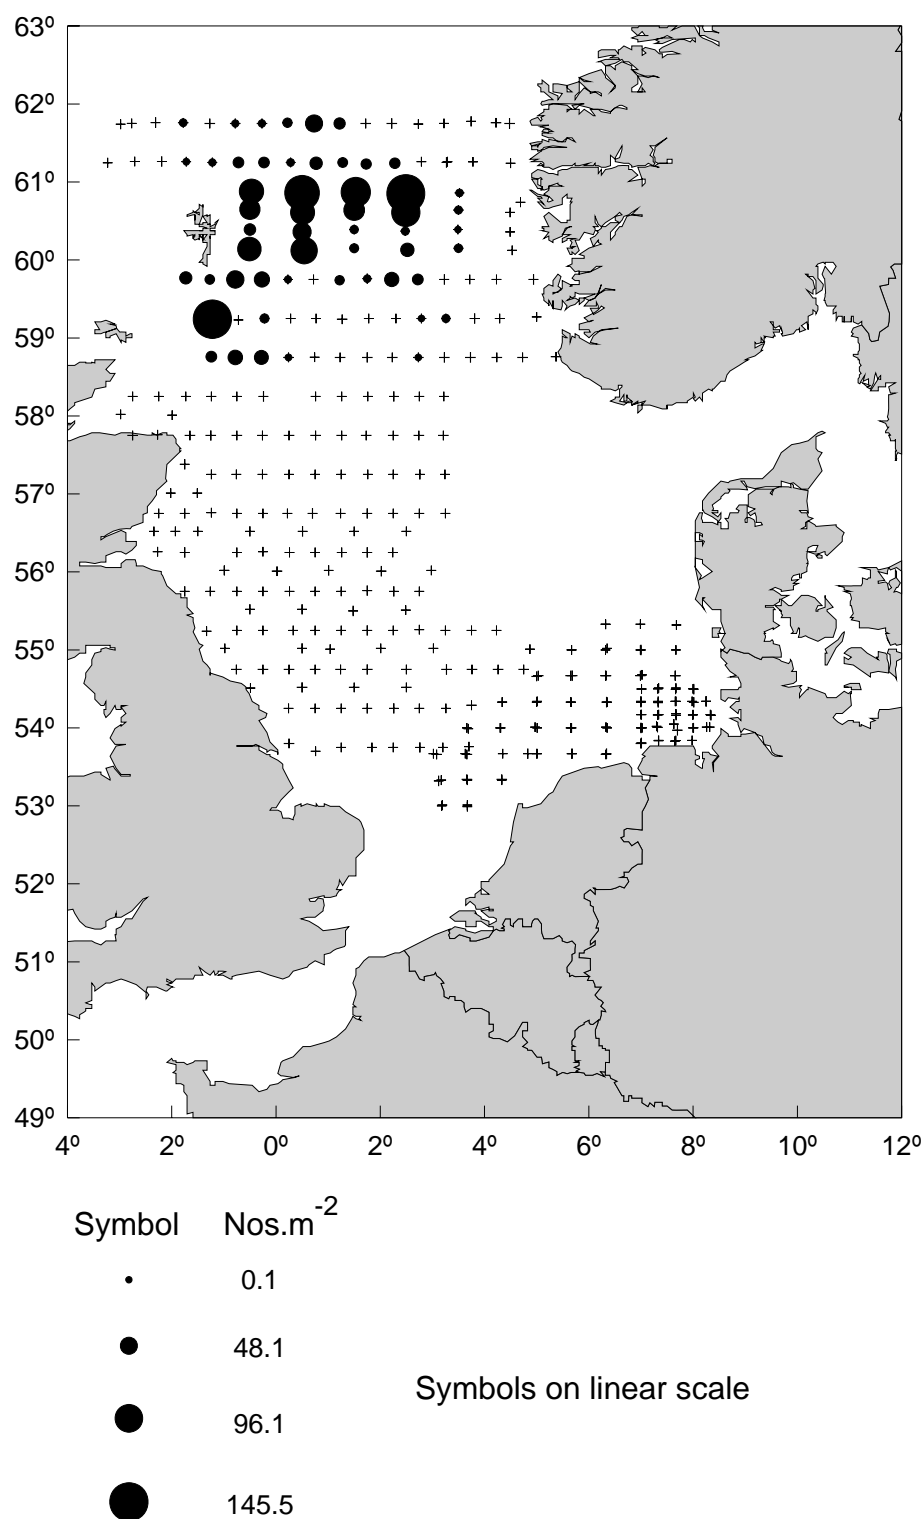 63º
62º
61º
60º
59º
58º
57º
56º
55º
54º
53º
52º
51º
50º
49º
4º 2º 0º 2º 4º 6º 8º 10º 12º
Symbol Nos.m-2
0.1
48.1
Symbols on linear scale
96.1
145.5